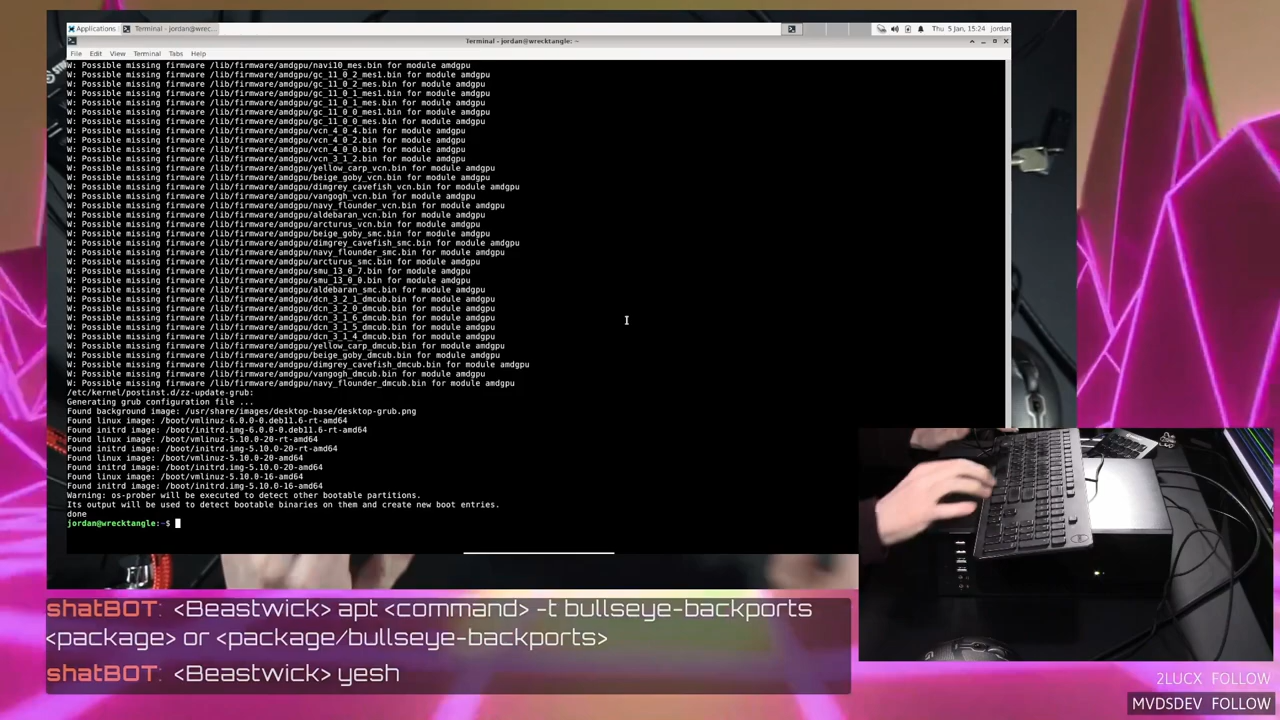 Applications
Terminal - jordan@wrec...
Thu 5 Jan, 15:24 jordan
Terminal - jordan@wrecktangle: ~
File Edit View Terminal Tabs Help
W: Possible missing firmware /lib/firmware/amdgpu/navi10_mes.bin for module amdgpu
W: Possible missing firmware /lib/firmware/amdgpu/gc_11_0_2_mes1.bin for module amdgpu
W: Possible missing firmware /lib/firmware/amdgpu/gc_11_0_2_mes.bin for module amdgpu
W: Possible missing firmware /lib/firmware/amdgpu/gc_11_0_1_mes1.bin for module amdgpu
W: Possible missing firmware /lib/firmware/amdgpu/gc_11_0_1_mes.bin for module amdgpu
W: Possible missing firmware /lib/firmware/amdgpu/gc_11_0_0_mes1.bin for module amdgpu
W: Possible missing firmware /lib/firmware/amdgpu/gc_11_0_0_mes.bin for module amdgpu
W: Possible missing firmware /lib/firmware/amdgpu/vcn_4_0_4.bin for module amdgpu
W: Possible missing firmware /lib/firmware/amdgpu/vcn_4_0_2.bin for module amdgpu
W: Possible missing firmware /lib/firmware/amdgpu/vcn_4_0_0.bin for module amdgpu
W: Possible missing firmware /lib/firmware/amdgpu/vcn_3_1_2.bin for module amdgpu
W: Possible missing firmware /lib/firmware/amdgpu/yellow_carp_vcn.bin for module amdgpu
W: Possible missing firmware /lib/firmware/amdgpu/beige_goby_vcn.bin for module amdgpu
W: Possible missing firmware /lib/firmware/amdgpu/dimgrey_cavefish_vcn.bin for module amdgpu
W: Possible missing firmware /lib/firmware/amdgpu/vangogh_vcn.bin for module amdgpu
W: Possible missing firmware /lib/firmware/amdgpu/navy_flounder_vcn.bin for module amdgpu
W: Possible missing firmware /lib/firmware/amdgpu/aldebaran_vcn.bin for module amdgpu
W: Possible missing firmware /lib/firmware/amdgpu/arcturus_vcn.bin for module amdgpu
W: Possible missing firmware /lib/firmware/amdgpu/beige_goby_smc.bin for module amdgpu
W: Possible missing firmware /lib/firmware/amdgpu/dimgrey_cavefish_smc.bin for module amdgpu
W: Possible missing firmware /lib/firmware/amdgpu/navy_flounder_smc.bin for module amdgpu
W: Possible missing firmware /lib/firmware/amdgpu/arcturus_smc.bin for module amdgpu
W: Possible missing firmware /lib/firmware/amdgpu/smu_13_0_7.bin for module amdgpu
W: Possible missing firmware /lib/firmware/amdgpu/smu_13_0_0.bin for module amdgpu
W: Possible missing firmware /lib/firmware/amdgpu/aldebaran_smc.bin for module amdgpu
W: Possible missing firmware /lib/firmware/amdgpu/dcn_3_2_1_dmcub.bin for module amdgpu
W: Possible missing firmware /lib/firmware/amdgpu/dcn_3_2_0_dmcub.bin for module amdgpu
W: Possible missing firmware /lib/firmware/amdgpu/dcn_3_1_6_dmcub.bin for module amdgpu
W: Possible missing firmware /lib/firmware/amdgpu/dcn_3_1_5_dmcub.bin for module amdgpu
W: Possible missing firmware /lib/firmware/amdgpu/dcn_3_1_4_dmcub.bin for module amdgpu
W: Possible missing firmware /lib/firmware/amdgpu/yellow_carp_dmcub.bin for module amdgpu
W: Possible missing firmware /lib/firmware/amdgpu/beige_goby_dmcub.bin for module amdgpu
W: Possible missing firmware /lib/firmware/amdgpu/dimgrey_cavefish_dmcub.bin for module amdgpu
W: Possible missing firmware /lib/firmware/amdgpu/vangogh_dmcub.bin for module amdgpu
W: Possible missing firmware /lib/firmware/amdgpu/navy_flounder_dmcub.bin for module amdgpu
/etc/kernel/postinst.d/zz-update-grub:
Generating grub configuration file ...
Found background image: /usr/share/images/desktop-base/desktop-grub.png
Found linux image: /boot/vmlinuz-6.0.0-0.deb11.6-rt-amd64
Found initrd image: /boot/initrd.img-6.0.0-0.deb11.6-rt-amd64
Found linux image: /boot/vmlinuz-5.10.0-20-rt-amd64
Found initrd image: /boot/initrd.img-5.10.0-20-rt-amd64
Found linux image: /boot/vmlinuz-5.10.0-20-amd64
Found initrd image: /boot/initrd.img-5.10.0-20-amd64
Found linux image: /boot/vmlinuz-5.10.0-16-amd64
Found initrd image: /boot/initrd.img-5.10.0-16-amd64
Warning: os-prober will be executed to detect other bootable partitions.
Its output will be used to detect bootable binaries on them and create new boot entries.
done
jordan@wrecktangle:~$
shatBOT: <Beastwick> apt <command> -t bullseye-backports
<package> or <package/bullseye-backports>
shatBOT: <Beastwick> yesh
2LUCX FOLLOW
MVDSDEV FOLLOW